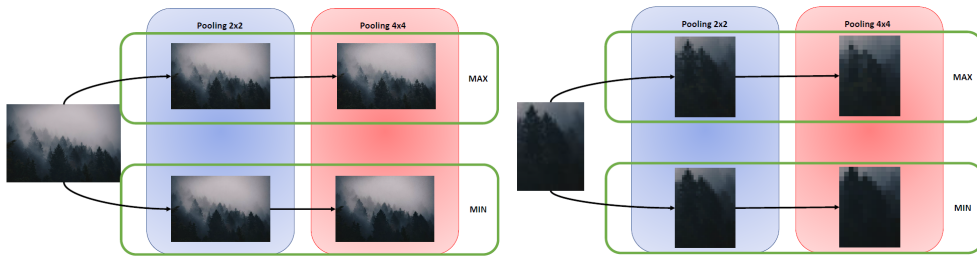 Pooling 2x2
Pooling 4x4
MAX
MIN
Pooling 2x2
Pooling 4x4
MAX
MIN